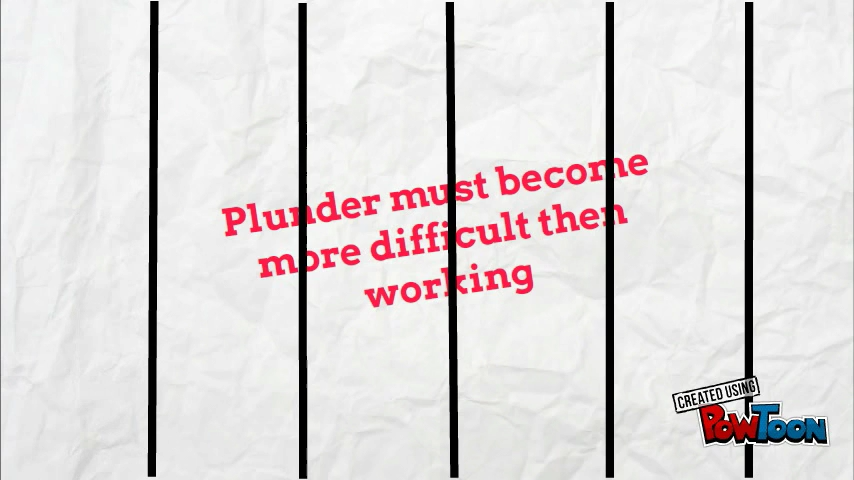 Plunder must become
more difficult then
working
CREATED USING
POWTOON